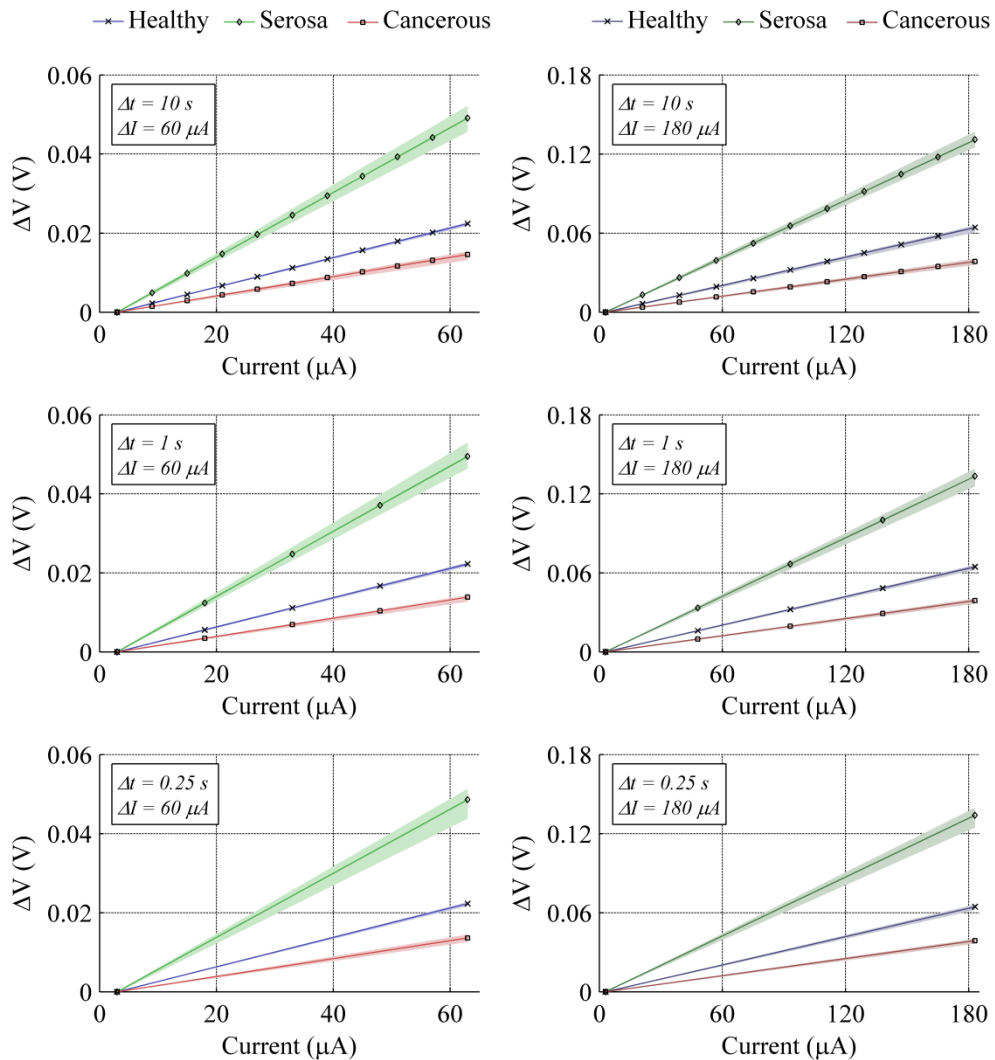 Healthy Serosa Cancerous
Healthy Serosa Cancerous
0.06
0.04
0.02
0
ΔV (V)
Δt = 10 s
ΔI = 60 μA
0 20 40 60
Current (μA)
0.18
0.12
0.06
0
ΔV (V)
Δt = 10 s
ΔI = 180 μA
0 60 120 180
Current (μA)
0.06
0.04
0.02
0
ΔV (V)
Δt = 1 s
ΔI = 60 μA
0 20 40 60
Current (μA)
0.18
0.12
0.06
0
ΔV (V)
Δt = 1 s
ΔI = 180 μA
0 60 120 180
Current (μA)
0.06
0.04
0.02
0
ΔV (V)
Δt = 0.25 s
ΔI = 60 μA
0 20 40 60
Current (μA)
0.18
0.12
0.06
0
ΔV (V)
Δt = 0.25 s
ΔI = 180 μA
0 60 120 180
Current (μA)